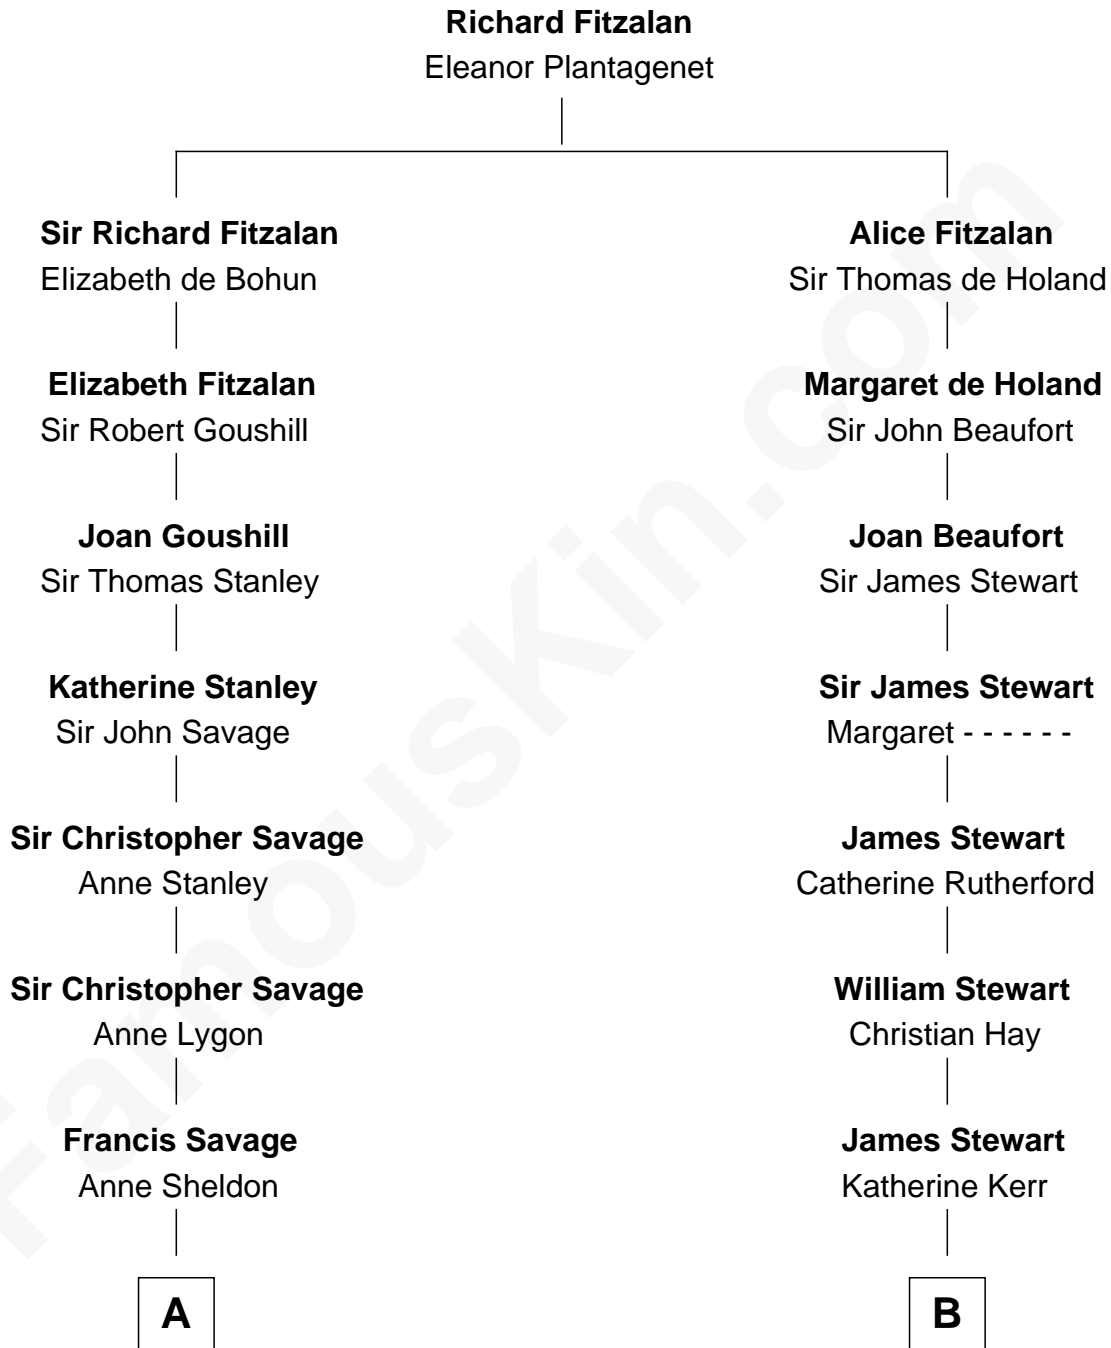 Richard Fitzalan
Eleanor Plantagenet
Sir Richard Fitzalan
Elizabeth de Bohun
Alice Fitzalan
Sir Thomas de Holand
Elizabeth Fitzalan
Sir Robert Goushill
Margaret de Holand
Sir John Beaufort
Joan Goushill
Sir Thomas Stanley
Joan Beaufort
Sir James Stewart
Katherine Stanley
Sir John Savage
Sir James Stewart
Margaret - - - - - -
Sir Christopher Savage
Anne Stanley
James Stewart
Catherine Rutherford
Sir Christopher Savage
Anne Lygon
William Stewart
Christian Hay
Francis Savage
Anne Sheldon
James Stewart
Katherine Kerr
A
B
FamousKin.com